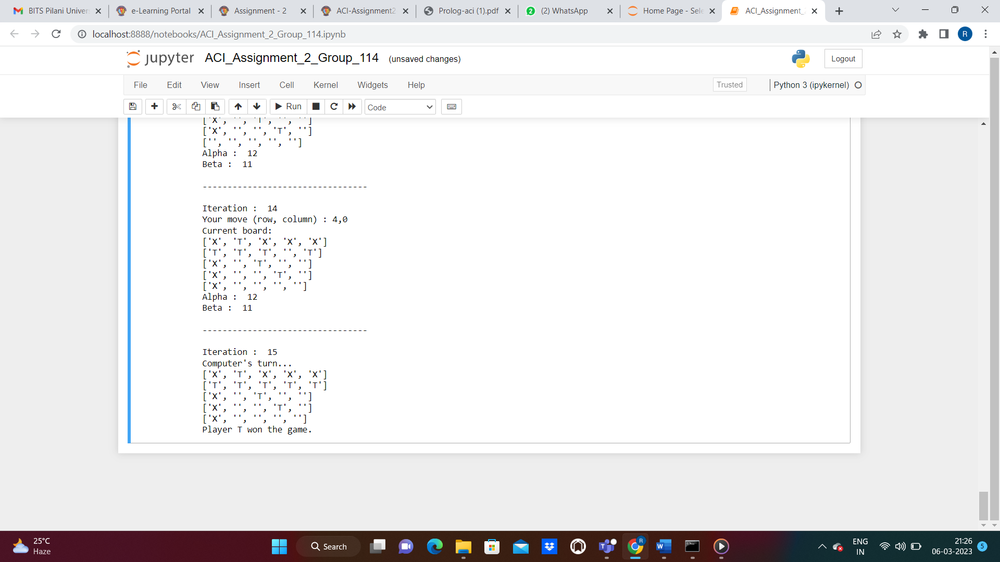 BITS Pilani Univer
e-Learning Portal
Assignment - 2
ACI-Assignment2
Prolog-aci (1).pdf
2
(2) WhatsApp
Home Page - Sele
ACI_Assignment_
localhost:8888/notebooks/ACI_Assignment_2_Group_114.ipynb
R
jupyter ACI_Assignment_2_Group_114 (unsaved changes)
Logout
File Edit View Insert Cell Kernel Widgets Help
Trusted
Python 3 (ipykernel)
Run
Code
['X', '', 'T', '', '']
['X', '', '', 'T', '']
['', '', '', '', '']
Alpha :  12
Beta :  11
---------------------------------
Iteration :  14
Your move (row, column) : 4,0
Current board:
['X', 'T', 'X', 'X', 'X']
['T', 'T', 'T', '', 'T']
['X', '', 'T', '', '']
['X', '', '', 'T', '']
['X', '', '', '', '']
Alpha :  12
Beta :  11
---------------------------------
Iteration :  15
Computer's turn...
['X', 'T', 'X', 'X', 'X']
['T', 'T', 'T', 'T', 'T']
['X', '', 'T', '', '']
['X', '', '', 'T', '']
['X', '', '', '', '']
Player T won the game.
25°C
Haze
Search
R
ENG
IN
21:26
06-03-2023
5